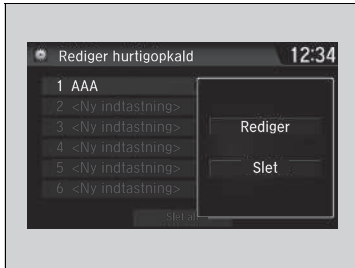 Rediger hurtigopkald 12:34
1 AAA
2 <Ny indtastning>
3 <Ny indtastning>
4 <Ny indtastning>
5 <Ny indtastning>
6 <Ny indtastning>
Rediger
Slet
Slet al